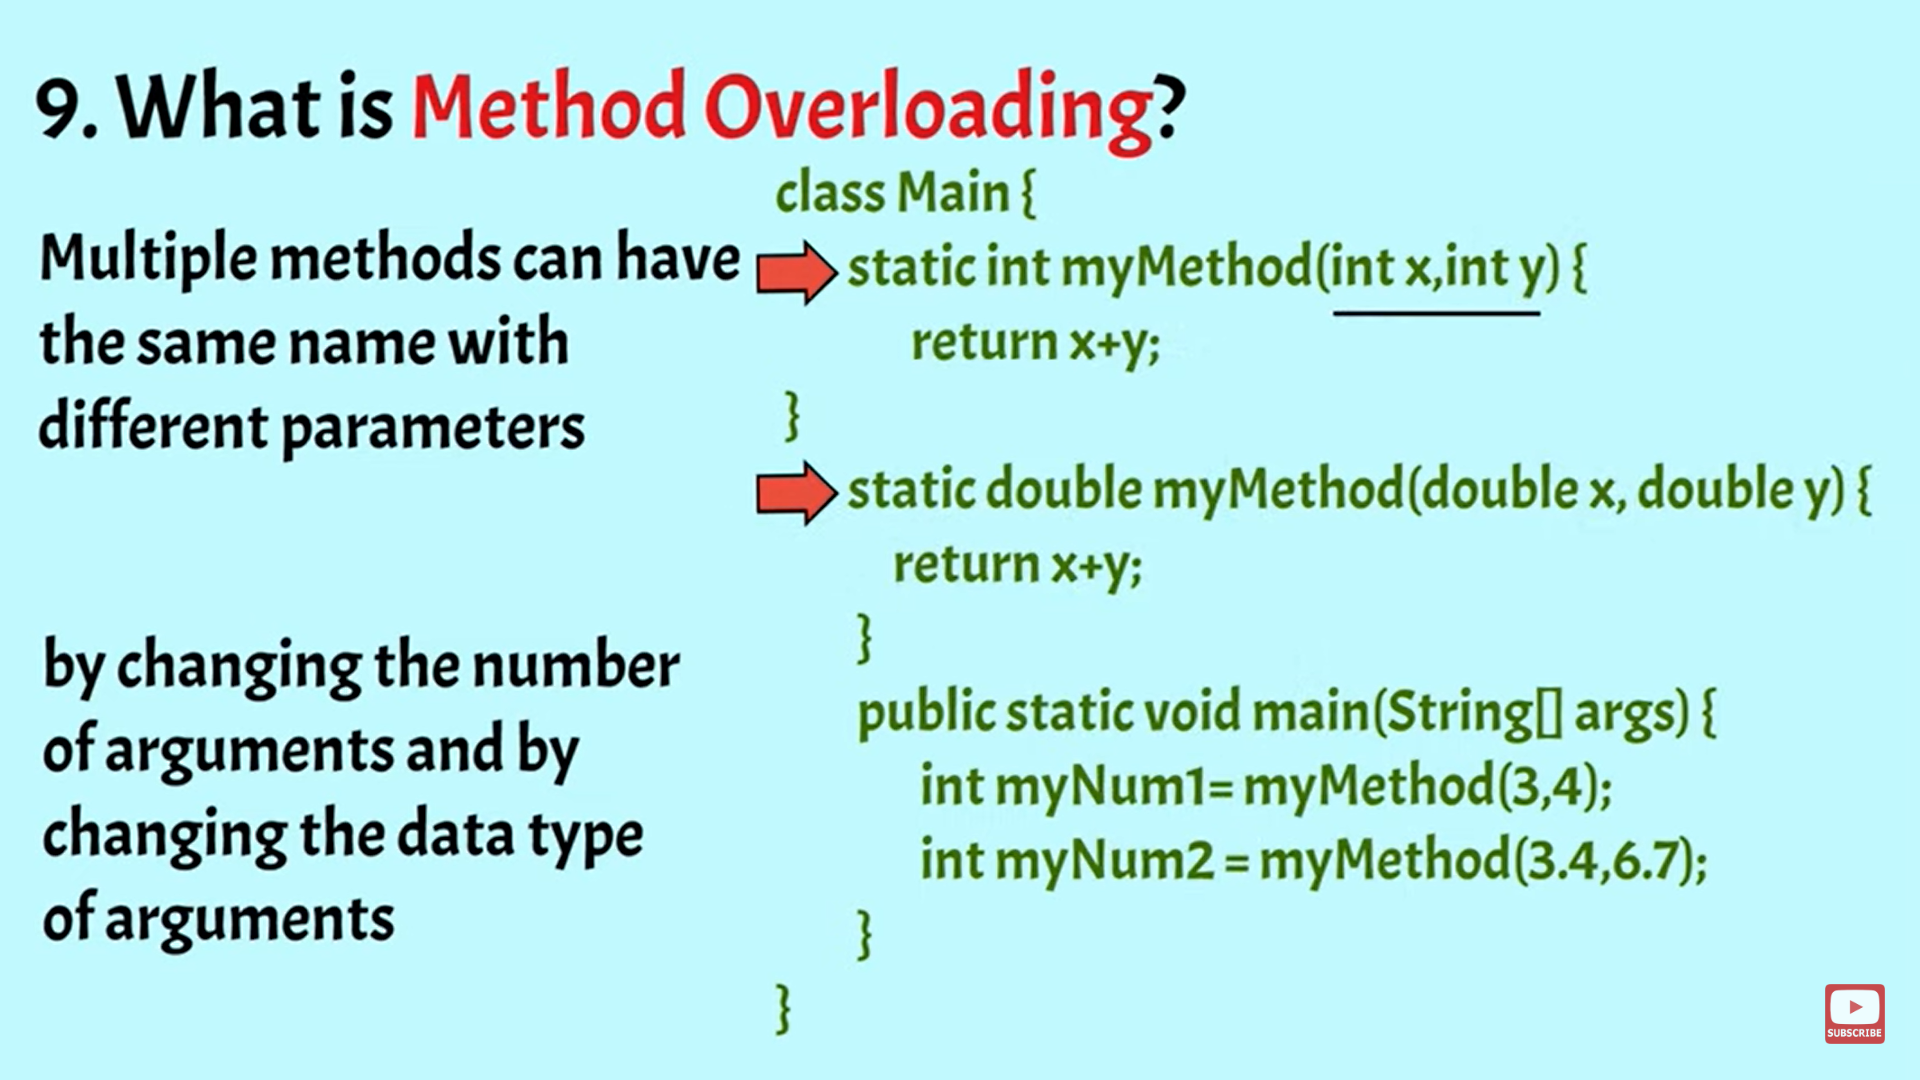 9. What is Method Overloading?
Multiple methods can have
the same name with
different parameters
by changing the number
of arguments and by
changing the data type
of arguments
class Main {
static int myMethod(int x,int y) {
return x+y;
}
static double myMethod(double x, double y) {
return x+y;
}
public static void main(String[] args) {
int myNum1= myMethod(3,4);
int myNum2 = myMethod(3.4,6.7);
}
}
SUBSCRIBE